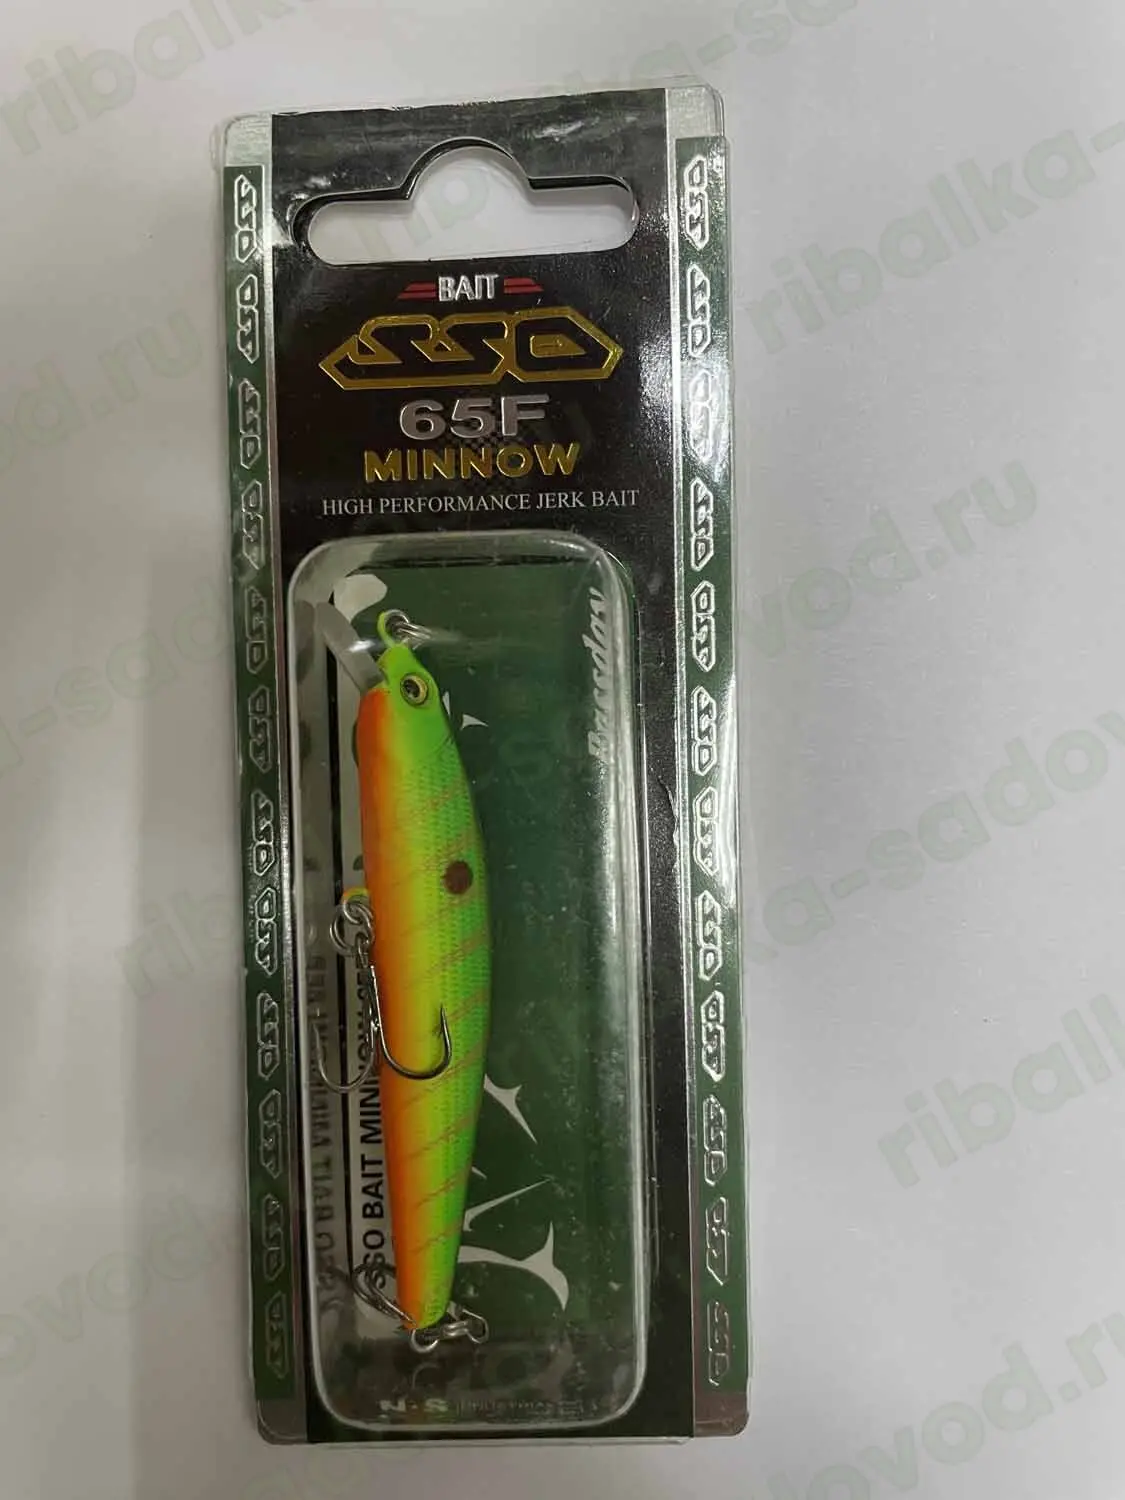 BAIT
SSO
65F
MINNOW
HIGH PERFORMANCE JERK BAIT
SSO BAIT MINNOW
ribalka-sadovod.ru